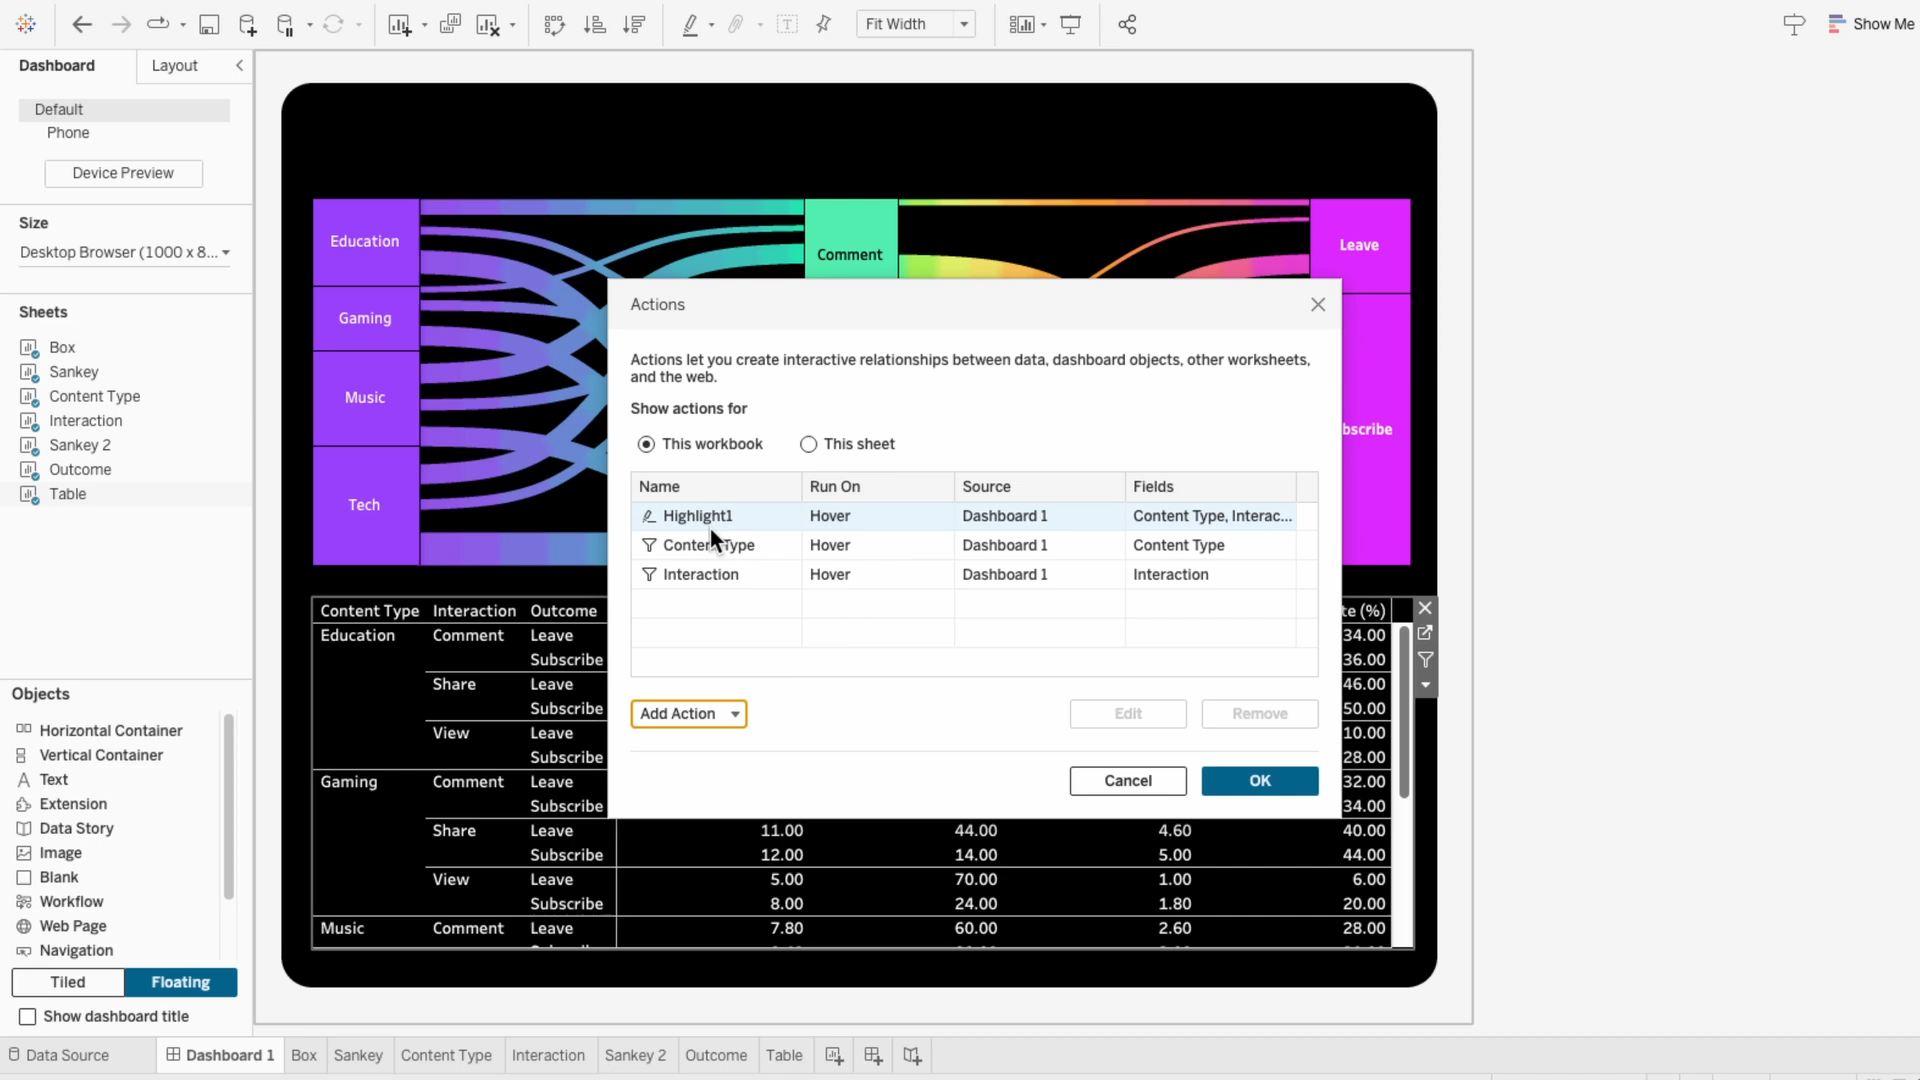 Fit Width
Show Me
Dashboard
Layout
Default
Phone
Device Preview
Size
Desktop Browser (1000 x 8...
Sheets
Box
Sankey
Content Type
Interaction
Sankey 2
Outcome
Table
Objects
Horizontal Container
Vertical Container
Text
Extension
Data Story
Image
Blank
Workflow
Web Page
Navigation
Tiled
Floating
Show dashboard title
Education
Gaming
Music
Tech
Comment
Leave
bscribe
Actions
Actions let you create interactive relationships between data, dashboard objects, other worksheets,
and the web.
Show actions for
This workbook
This sheet
Name Run On Source Fields
Highlight1 Hover Dashboard 1 Content Type, Interac...
Content Type Hover Dashboard 1 Content Type
Interaction Hover Dashboard 1 Interaction
Add Action
Edit
Remove
Cancel
OK
Content Type Interaction Outcome te (%)
Education Comment Leave 34.00
Subscribe 36.00
Share Leave 46.00
Subscribe 50.00
View Leave 10.00
Subscribe 28.00
Gaming Comment Leave 32.00
Subscribe 34.00
Share Leave 11.00 44.00 4.60 40.00
Subscribe 12.00 14.00 5.00 44.00
View Leave 5.00 70.00 1.00 6.00
Subscribe 8.00 24.00 1.80 20.00
Music Comment Leave 7.80 60.00 2.60 28.00
Data Source
Dashboard 1
Box
Sankey
Content Type
Interaction
Sankey 2
Outcome
Table